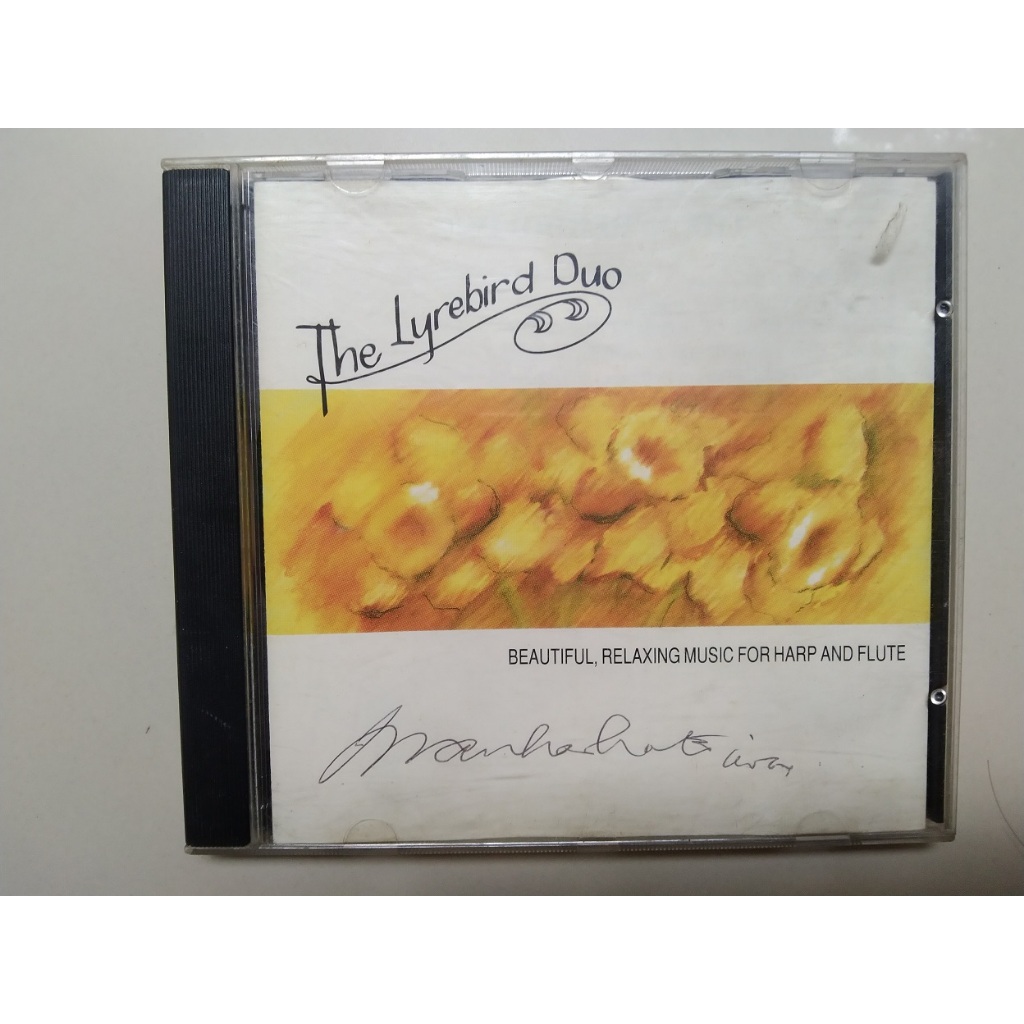 The Lyrebird Duo
BEAUTIFUL, RELAXING MUSIC FOR HARP AND FLUTE